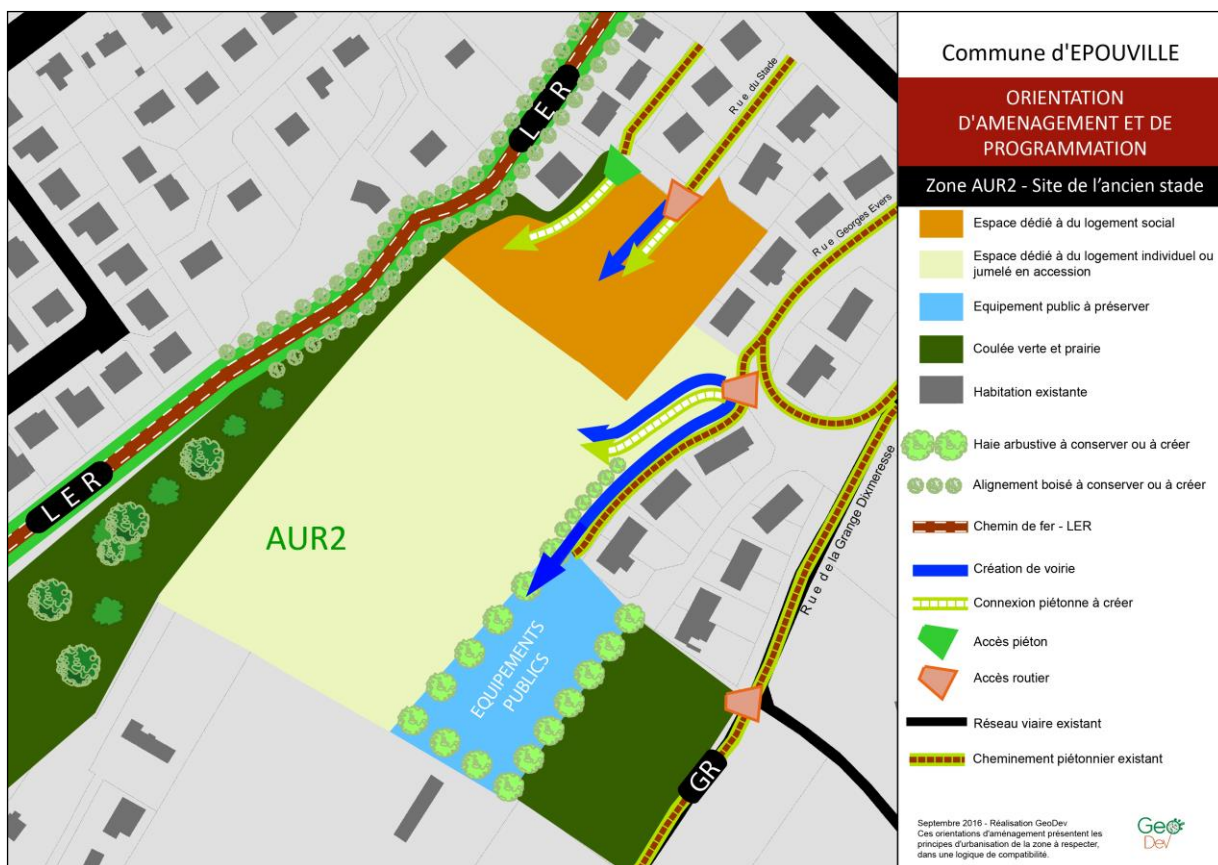 LER
Rue du Stade
Rue Georges Evers
LER
AUR2
Rue de la Grange Dixmeresse
EQUIPEMENTS
PUBLICS
GR
Commune d'EPOUVILLE
ORIENTATION
D'AMENAGEMENT ET DE
PROGRAMMATION
Zone AUR2 - Site de l'ancien stade
Espace dédié à du logement social
Espace dédié à du logement individuel ou
jumelé en accession
Equipement public à préserver
Coulée verte et prairie
Habitation existante
Haie arbustive à conserver ou à créer
Alignement boisé à conserver ou à créer
Chemin de fer - LER
Création de voirie
Connexion piétonne à créer
Accès piéton
Accès routier
Réseau viaire existant
Cheminement piétonnier existant
Septembre 2016 - Réalisation GeoDev
Ces orientations d'aménagement présentent les
principes d'urbanisation de la zone à respecter,
dans une logique de compatibilité.
Geo
Dev